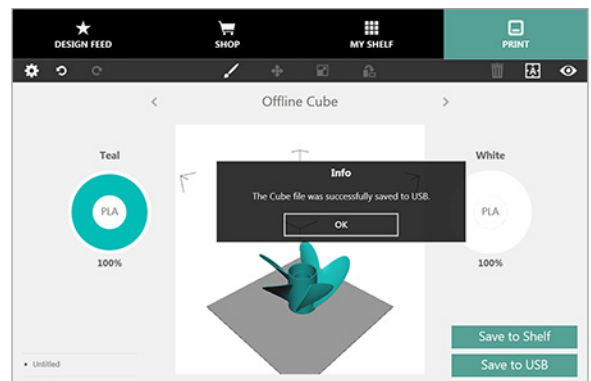 DESIGN FEED
SHOP
MY SHELF
PRINT
Offline Cube
Teal
White
Info
The Cube file was successfully saved to USB.
OK
PLA
PLA
100%
100%
Save to Shelf
• Untitled
Save to USB